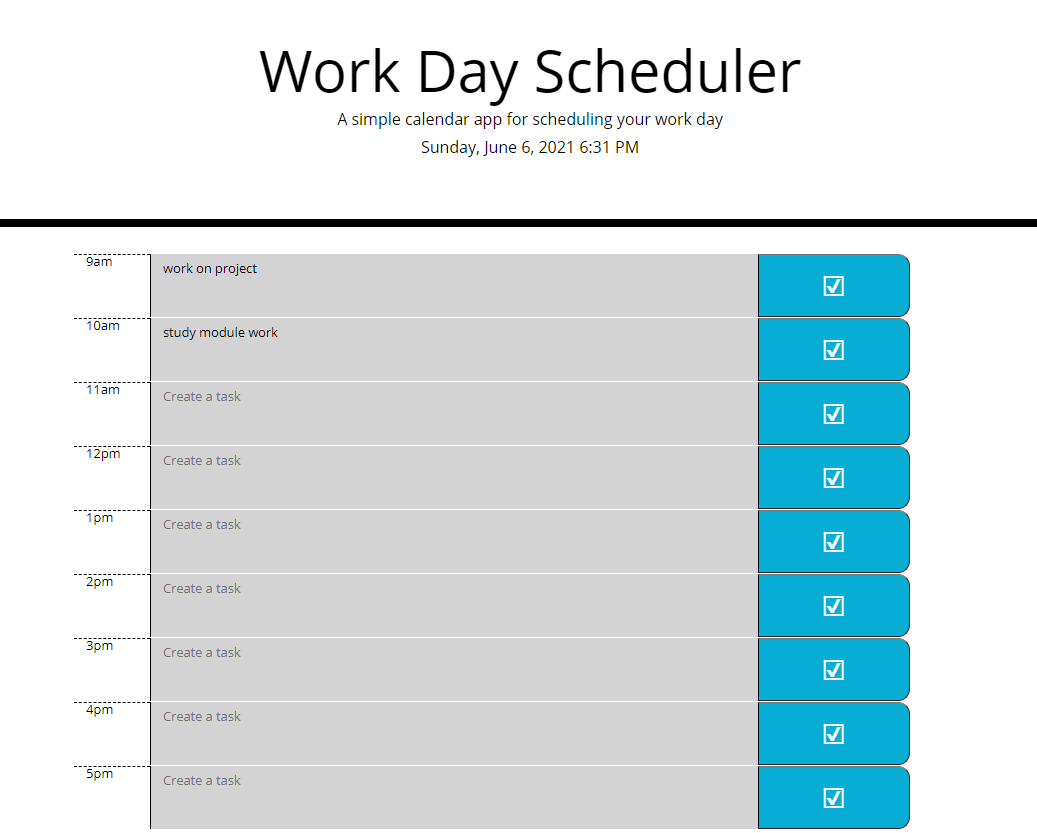 Work Day Scheduler
A simple calendar app for scheduling your work day
Sunday, June 6, 2021 6:31 PM
9am work on project
10am study module work
11am Create a task
12pm Create a task
1pm Create a task
2pm Create a task
3pm Create a task
4pm Create a task
5pm Create a task